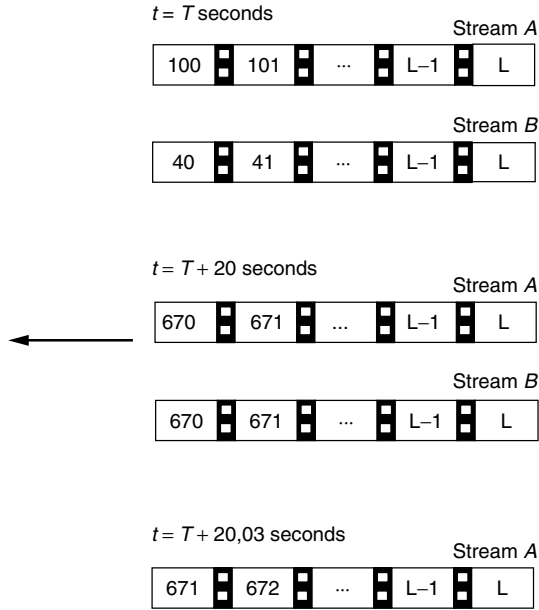 t = T seconds
Stream A
100 101 ... L–1 L
Stream B
40 41 ... L–1 L
t = T + 20 seconds
Stream A
670 671 ... L–1 L
Stream B
670 671 ... L–1 L
t = T + 20,03 seconds
Stream A
671 672 ... L–1 L